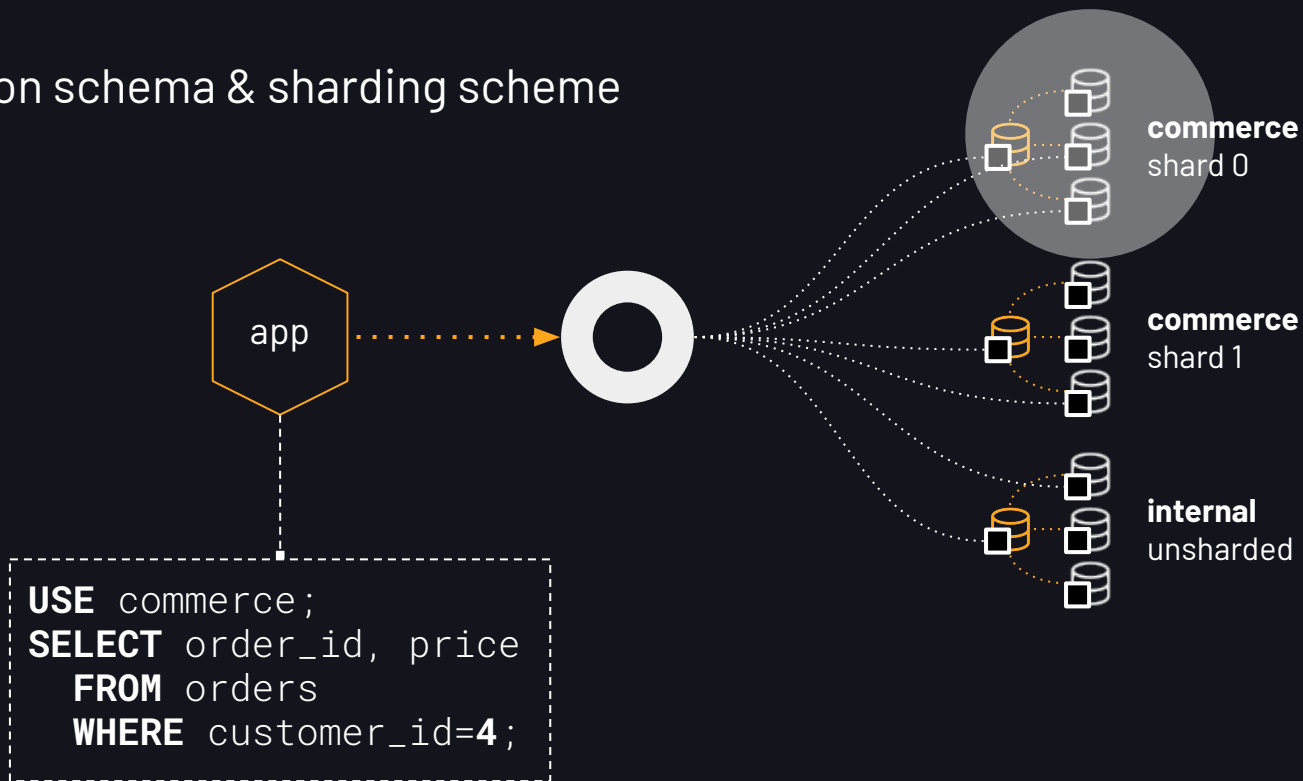 on schema & sharding scheme
commerce
shard 0
app
commerce
shard 1
internal
unsharded
USE commerce;
SELECT order_id, price
FROM orders
WHERE customer_id=4;